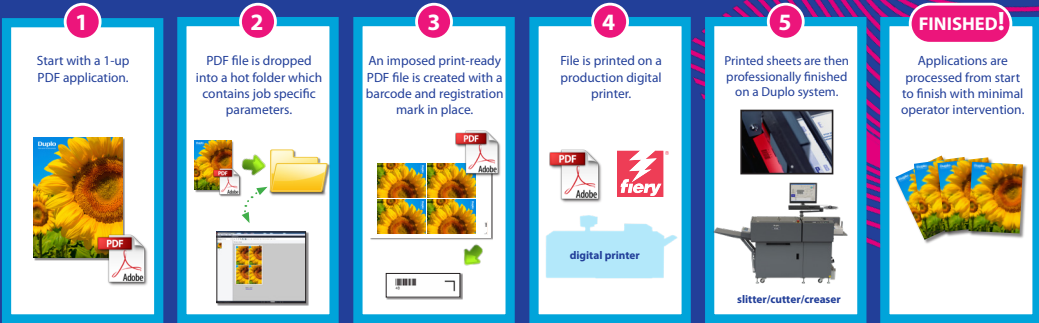 1
Start with a 1-up
PDF application.
Duplo
PDF
Adobe
2
PDF file is dropped
into a hot folder which
contains job specific
parameters.
PDF
Adobe
3
An imposed print-ready
PDF file is created with a
barcode and registration
mark in place.
PDF
Adobe
4
File is printed on a
production digital
printer.
PDF
Adobe
fiery
digital printer
5
Printed sheets are then
professionally finished
on a Duplo system.
slitter/cutter/creaser
FINISHED!
Applications are
processed from start
to finish with minimal
operator intervention.